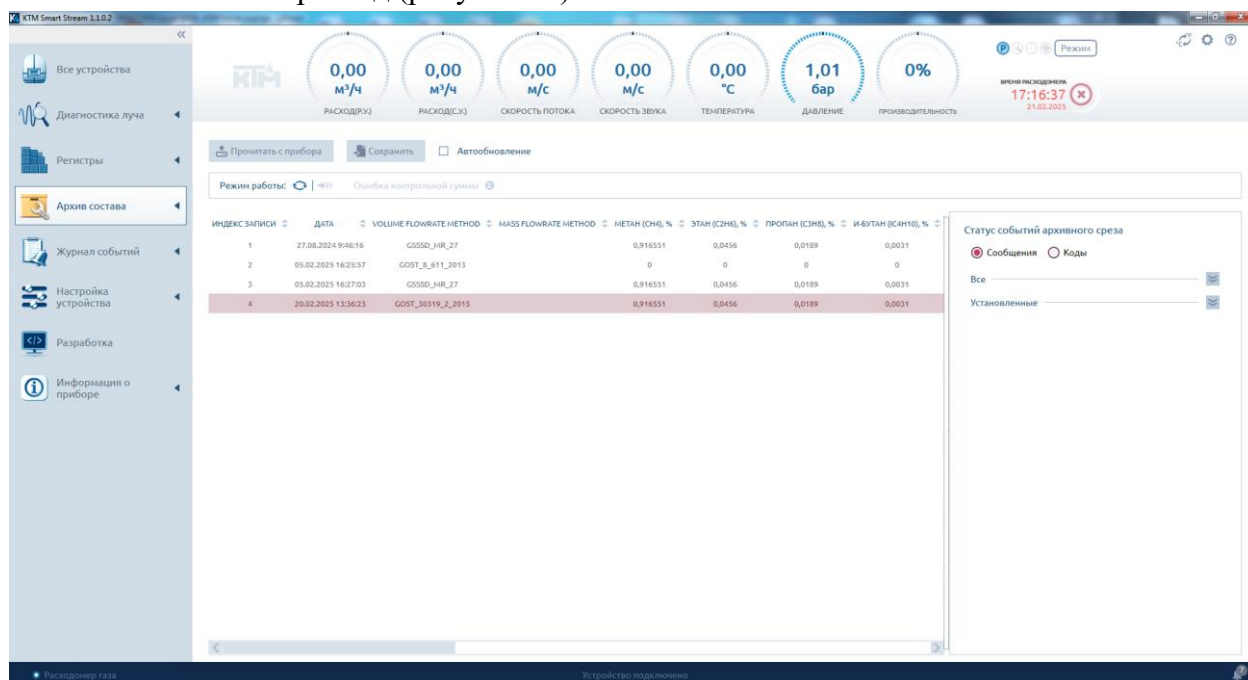 KTM Smart Stream 1.1.0.2
«
Все устройства
Диагностика луча
Регистры
Архив состава
Журнал событий
Настройка
устройства
Разработка
Информация о
приборе
КТМ
0,00
м³/ч
РАСХОД(Р.У.)
0,00
м³/ч
РАСХОД(С.У.)
0,00
м/с
СКОРОСТЬ ПОТОКА
0,00
м/с
СКОРОСТЬ ЗВУКА
0,00
°C
ТЕМПЕРАТУРА
1,01
бар
ДАВЛЕНИЕ
0%
ПРОИЗВОДИТЕЛЬНОСТЬ
P
Режим
ВРЕМЯ РАСХОДОМЕРА
17:16:37
21.02.2025
Прочитать с прибора Сохранить Автообновление
Режим работы: Ошибка контрольной суммы 0
ИНДЕКС ЗАПИСИ ДАТА VOLUME FLOWRATE METHOD MASS FLOWRATE METHOD МЕТАН (CH4), % ЭТАН (C2H6), % ПРОПАН (C3H8), % И-БУТАН (IC4H10), %
1 27.08.2024 9:46:16 GSSSD_MR_27 0,916551 0,0456 0,0189 0,0031
2 05.02.2025 16:25:57 GOST_8_611_2013 0 0 0 0
3 05.02.2025 16:27:03 GSSSD_MR_27 0,916551 0,0456 0,0189 0,0031
4 20.02.2025 13:36:23 GOST_30319_2_2015 0,916551 0,0456 0,0189 0,0031
Статус событий архивного среза
Сообщения Коды
Все
Установленные
Расходомер газа Устройство подключено